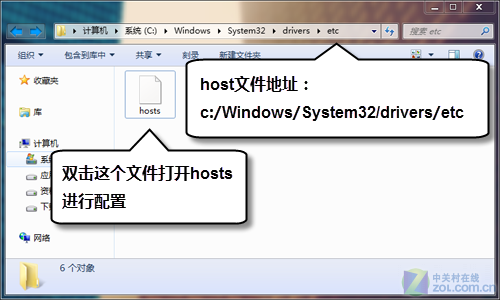 计算机 ▸ 系统 (C:) ▸ Windows ▸ System32 ▸ drivers ▸ etc
搜索 etc
组织 包含到库中 共享 刻录 新建文件夹
收藏夹
hosts
host文件地址：
c:/Windows/System32/drivers/etc
库
计算机
双击这个文件打开hosts
进行配置
网络
6 个对象
中关村在线
ZOL.COM.CN